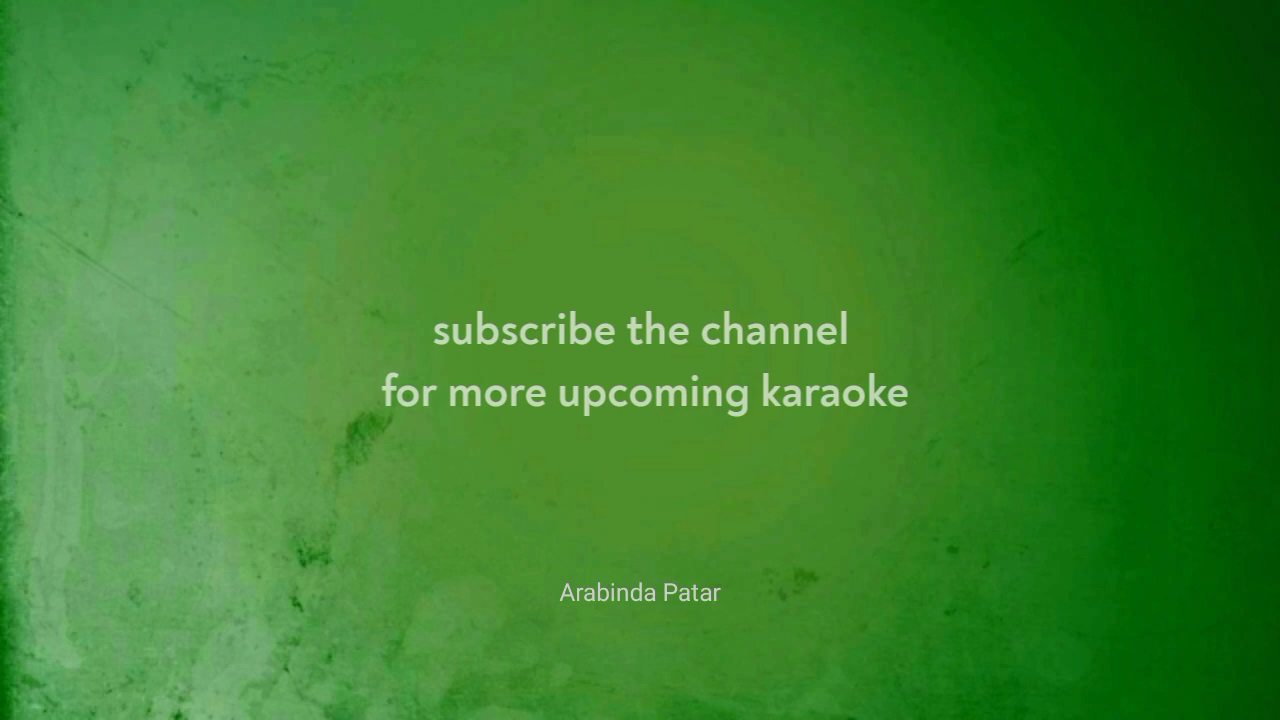 subscribe the channel
for more upcoming karaoke
Arabinda Patar